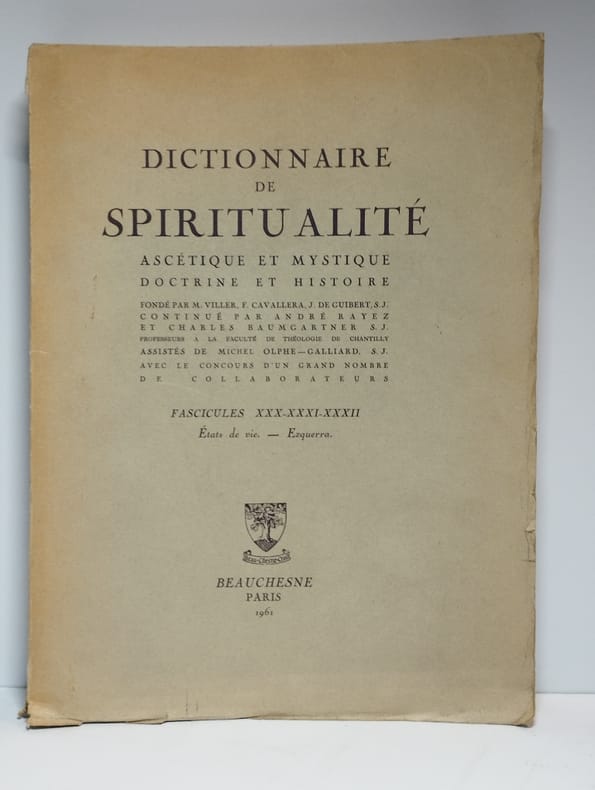 DICTIONNAIRE
DE
SPIRITUALITÉ
ASCÉTIQUE ET MYSTIQUE
DOCTRINE ET HISTOIRE
FONDÉ PAR M. VILLER, F. CAVALLERA, J. DE GUIBERT, S. J.
CONTINUÉ PAR ANDRÉ RAYEZ
ET CHARLES BAUMGARTNER S. J.
PROFESSEURS A LA FACULTÉ DE THÉOLOGIE DE CHANTILLY
ASSISTÉS DE MICHEL OLPHE—GALLIARD, S. J.
AVEC LE CONCOURS D'UN GRAND NOMBRE
DE COLLABORATEURS
FASCICULES XXX-XXXI-XXXII
États de vie. — Ezquerra.
BEAUCHESNE
PARIS
1961